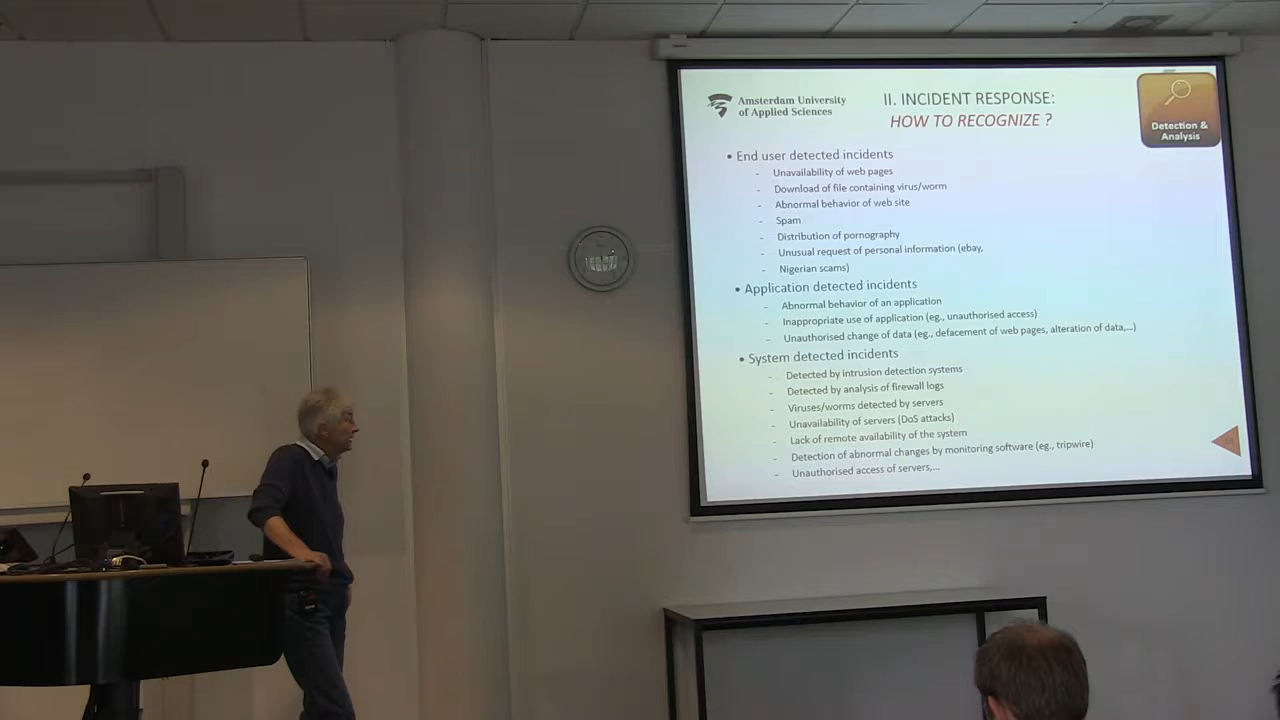 Amsterdam University
of Applied Sciences
II. INCIDENT RESPONSE:
HOW TO RECOGNIZE ?
Detection &
Analysis
• End user detected incidents
- Unavailability of web pages
- Download of file containing virus/worm
- Abnormal behavior of web site
- Spam
- Distribution of pornography
- Unusual request of personal information (ebay,
- Nigerian scams)
• Application detected incidents
- Abnormal behavior of an application
- Inappropriate use of application (eg., unauthorised access)
- Unauthorised change of data (eg., defacement of web pages, alteration of data,...)
• System detected incidents
- Detected by intrusion detection systems
- Detected by analysis of firewall logs
- Viruses/worms detected by servers
- Unavailability of servers (DoS attacks)
- Lack of remote availability of the system
- Detection of abnormal changes by monitoring software (eg., tripwire)
- Unauthorised access of servers,...